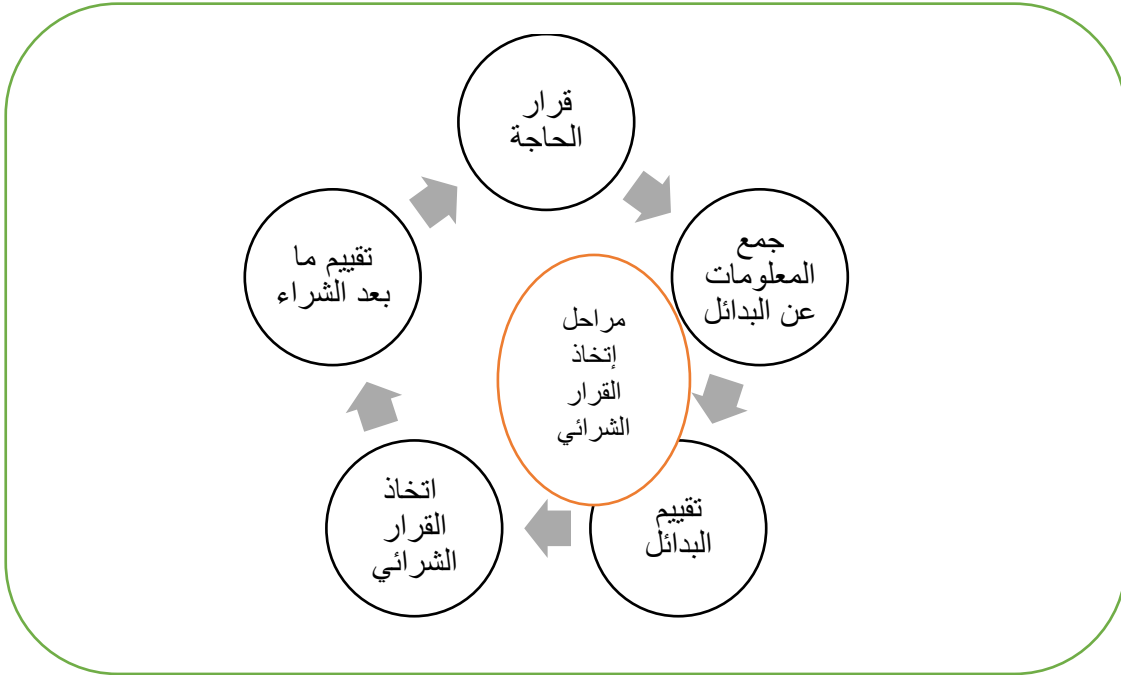 قرار
الحاجة
جمع
المعلومات
عن البدائل
تقييم
البدائل
اتخاذ
القرار
الشرائي
تقييم ما
بعد الشراء
مراحل
إتخاذ
القرار
الشرائي